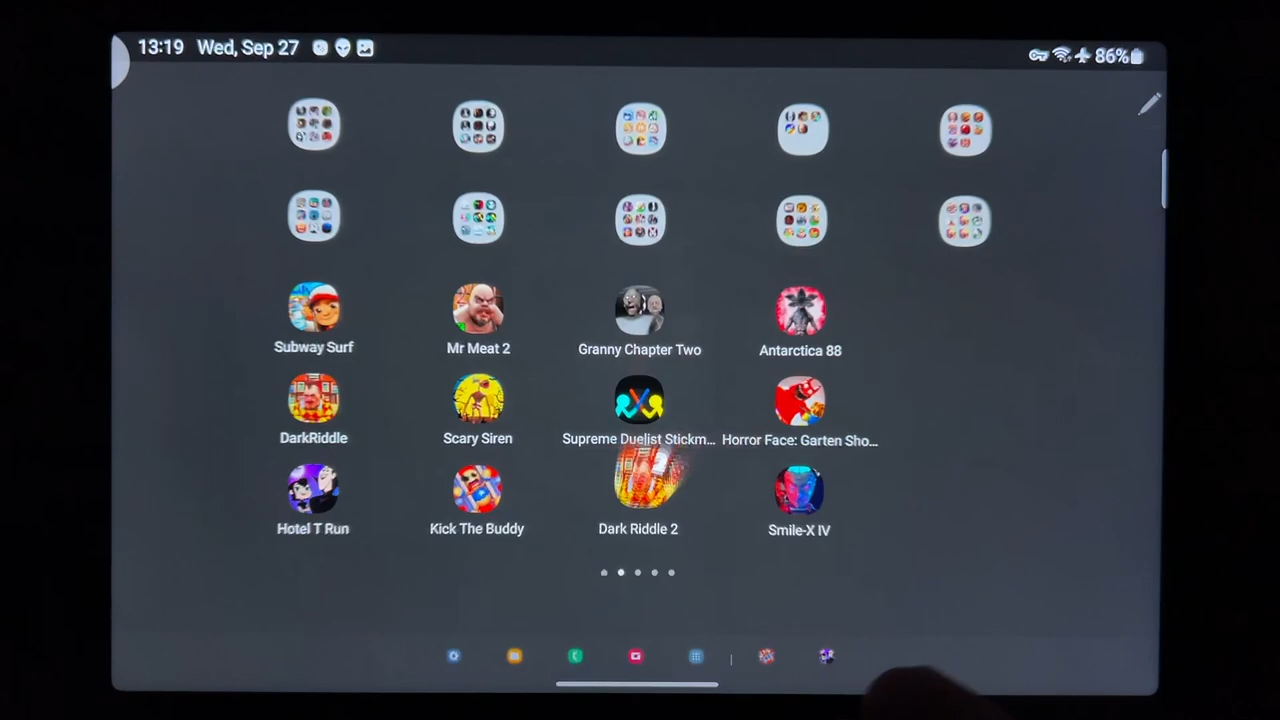 13:19 Wed, Sep 27
86%
Subway Surf
Mr Meat 2
Granny Chapter Two
Antarctica 88
DarkRiddle
Scary Siren
Supreme Duelist Stickm...
Horror Face: Garten Sho...
Hotel T Run
Kick The Buddy
Dark Riddle 2
Smile-X IV